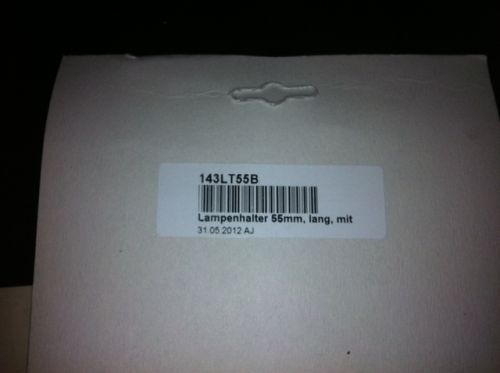 143LT55B
Lampenhalter 55mm, lang, mit
31.05.2012 AJ